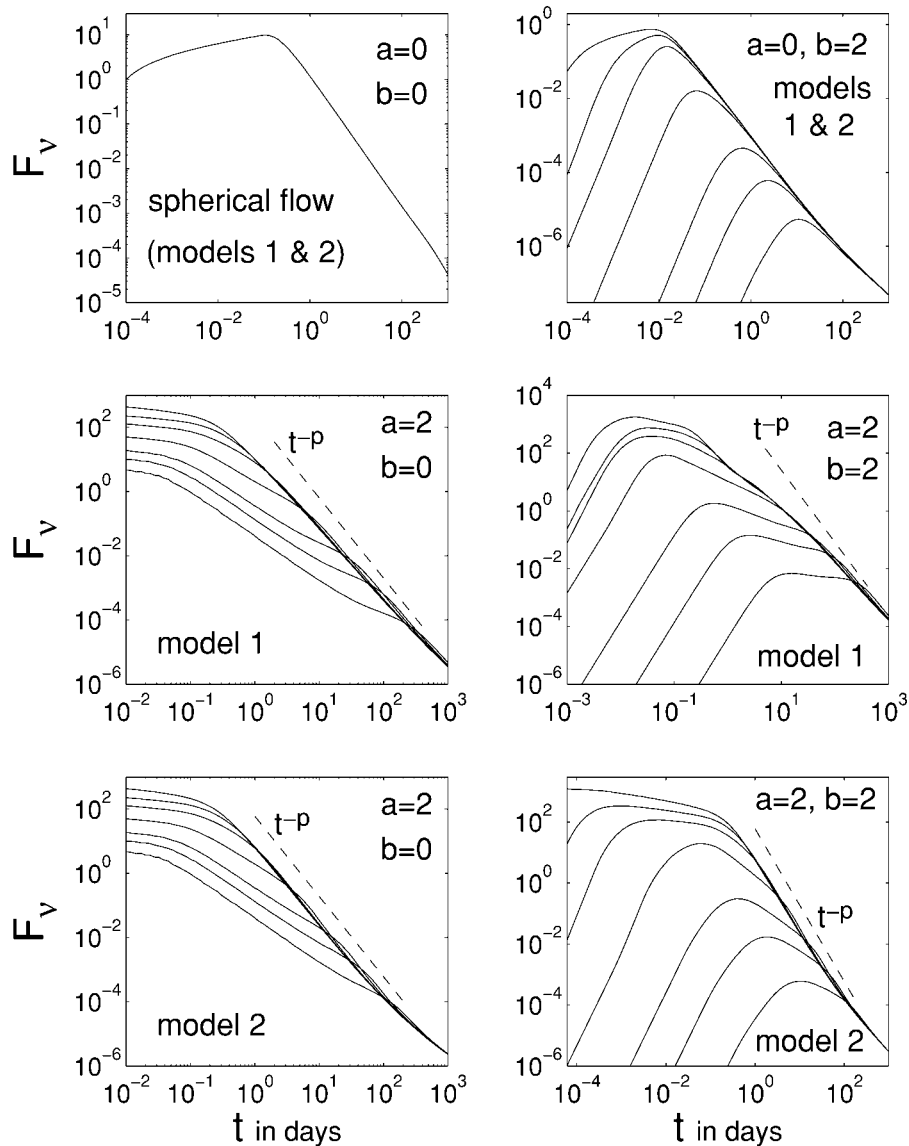 10^1
10^0
10^-1
10^-2
10^-3
10^-4
10^-5
F_ν
a=0
b=0
spherical flow
(models 1 & 2)
10^-4 10^-2 10^0 10^2
10^0
10^-2
10^-4
10^-6
a=0, b=2
models
1 & 2
10^-4 10^-2 10^0 10^2
10^2
10^0
10^-2
10^-4
10^-6
F_ν
t^-p
a=2
b=0
model 1
10^-2 10^-1 10^0 10^1 10^2 10^3
10^4
10^2
10^0
10^-2
10^-4
10^-6
t^-p
a=2
b=2
model 1
10^-3 10^-1 10^1 10^3
10^2
10^0
10^-2
10^-4
10^-6
F_ν
t^-p
a=2
b=0
model 2
10^-2 10^-1 10^0 10^1 10^2 10^3
t in days
10^2
10^0
10^-2
10^-4
10^-6
a=2, b=2
t^-p
model 2
10^-4 10^-2 10^0 10^2
t in days